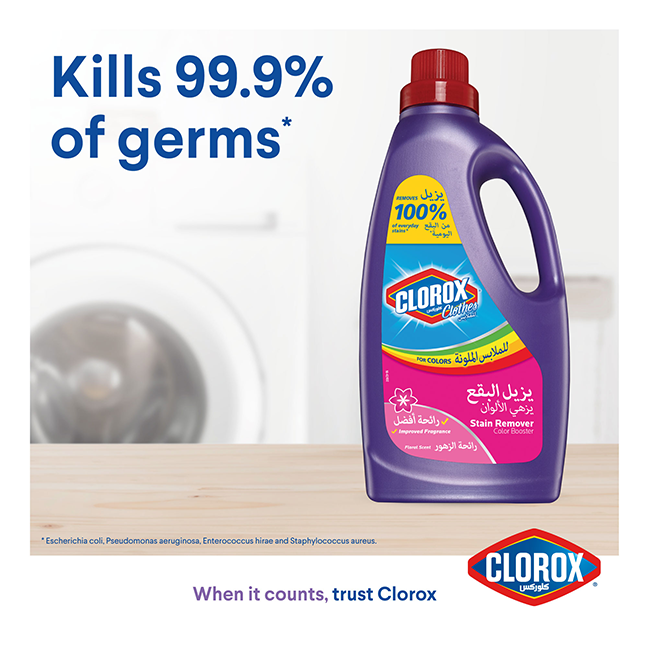 Kills 99.9%
of germs*
REMOVES يزيل
100%
of everyday stains*
من البقع
اليومية*
CLOROX
كلوركس
Clothes
للملابس
FOR COLORS للملابس الملونة
يزيل البقع
يزهي الألوان
Stain Remover
Color Booster
رائحة أفضل
Improved Fragrance
Floral Scent رائحة الزهور
* Escherichia coli, Pseudomonas aeruginosa, Enterococcus hirae and Staphylococcus aureus.
When it counts, trust Clorox
CLOROX
كلوركس
®